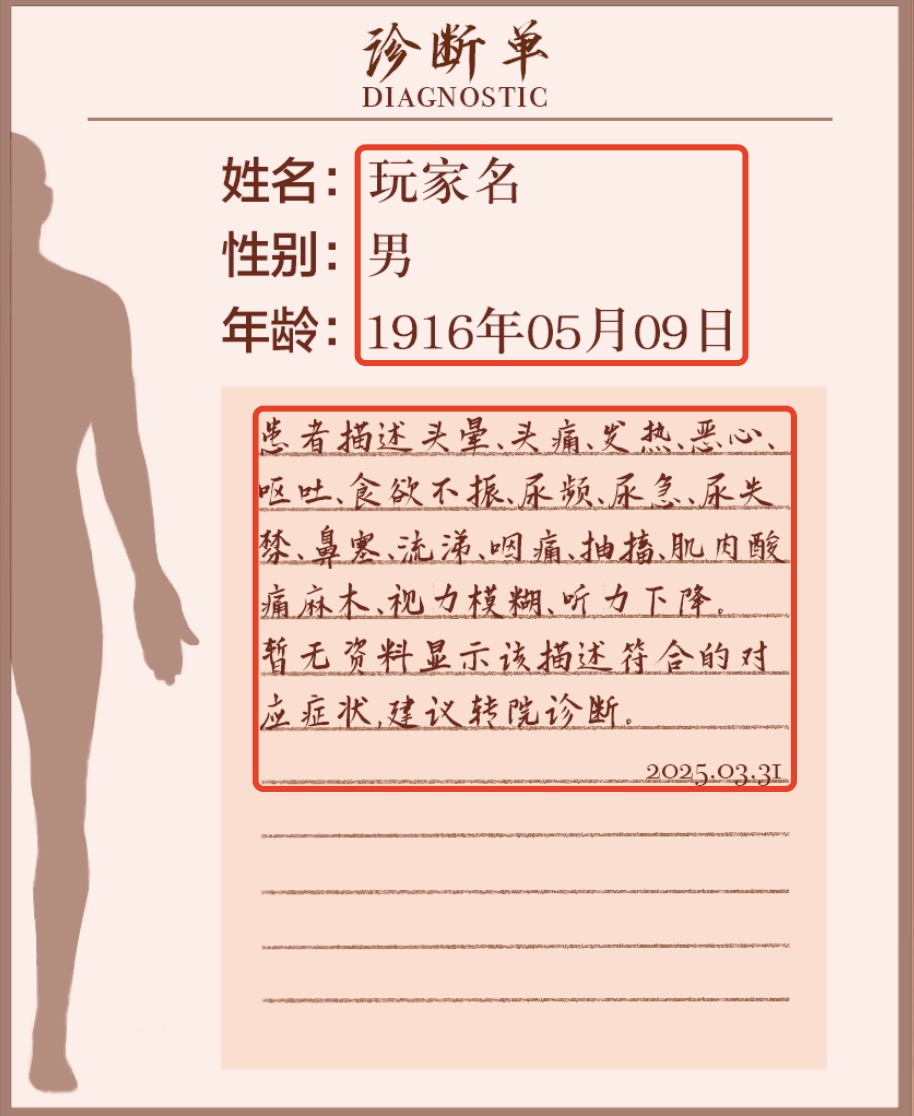 诊断单
DIAGNOSTIC
姓名：玩家名
性别：男
年龄：1916年05月09日
患者描述头晕、头痛、发热、恶心、
呕吐、食欲不振、尿频、尿急、尿失
禁、鼻塞、流涕、咽痛、抽搐、肌肉酸
痛麻木、视力模糊、听力下降。
暂无资料显示该描述符合的对
应症状,建议转院诊断。
2025.03.31